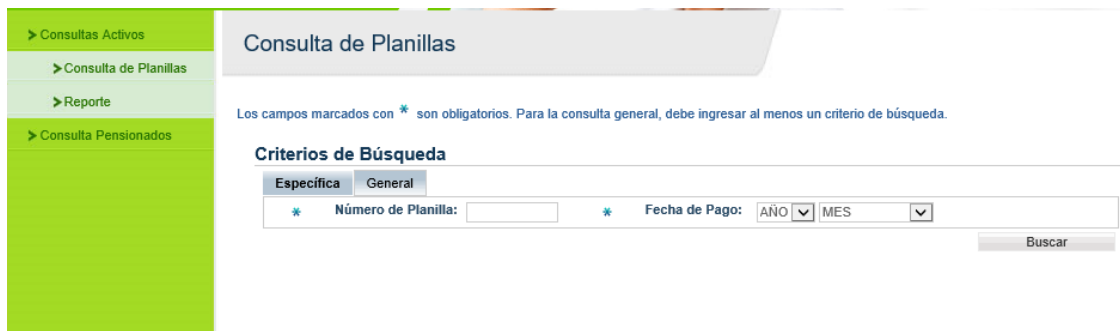 Consultas Activos
Consulta de Planillas
Reporte
Consulta Pensionados
Consulta de Planillas
Los campos marcados con * son obligatorios. Para la consulta general, debe ingresar al menos un criterio de búsqueda.
Criterios de Búsqueda
Específica General
* Número de Planilla: * Fecha de Pago: AÑO MES
Buscar